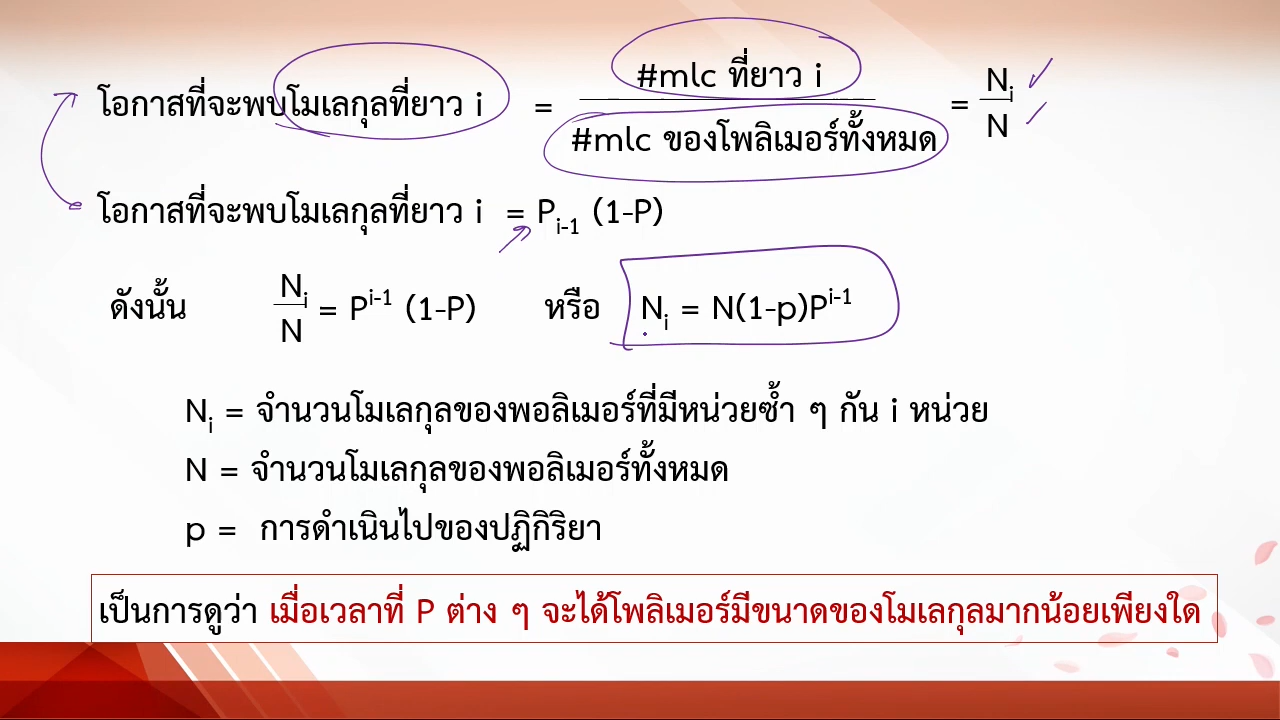 โอกาสที่จะพบโมเลกุลที่ยาว i = #mlc ที่ยาว i / #mlc ของโพลิเมอร์ทั้งหมด = Ni / N
โอกาสที่จะพบโมเลกุลที่ยาว i = Pi-1 (1-P)
ดังนั้น Ni / N = P^i-1 (1-P) หรือ Ni = N(1-p)P^i-1
Ni = จำนวนโมเลกุลของพอลิเมอร์ที่มีหน่วยซ้ำ ๆ กัน i หน่วย
N = จำนวนโมเลกุลของพอลิเมอร์ทั้งหมด
p = การดำเนินไปของปฏิกิริยา
เป็นการดูว่า เมื่อเวลาที่ P ต่าง ๆ จะได้โพลิเมอร์มีขนาดของโมเลกุลมากน้อยเพียงใด